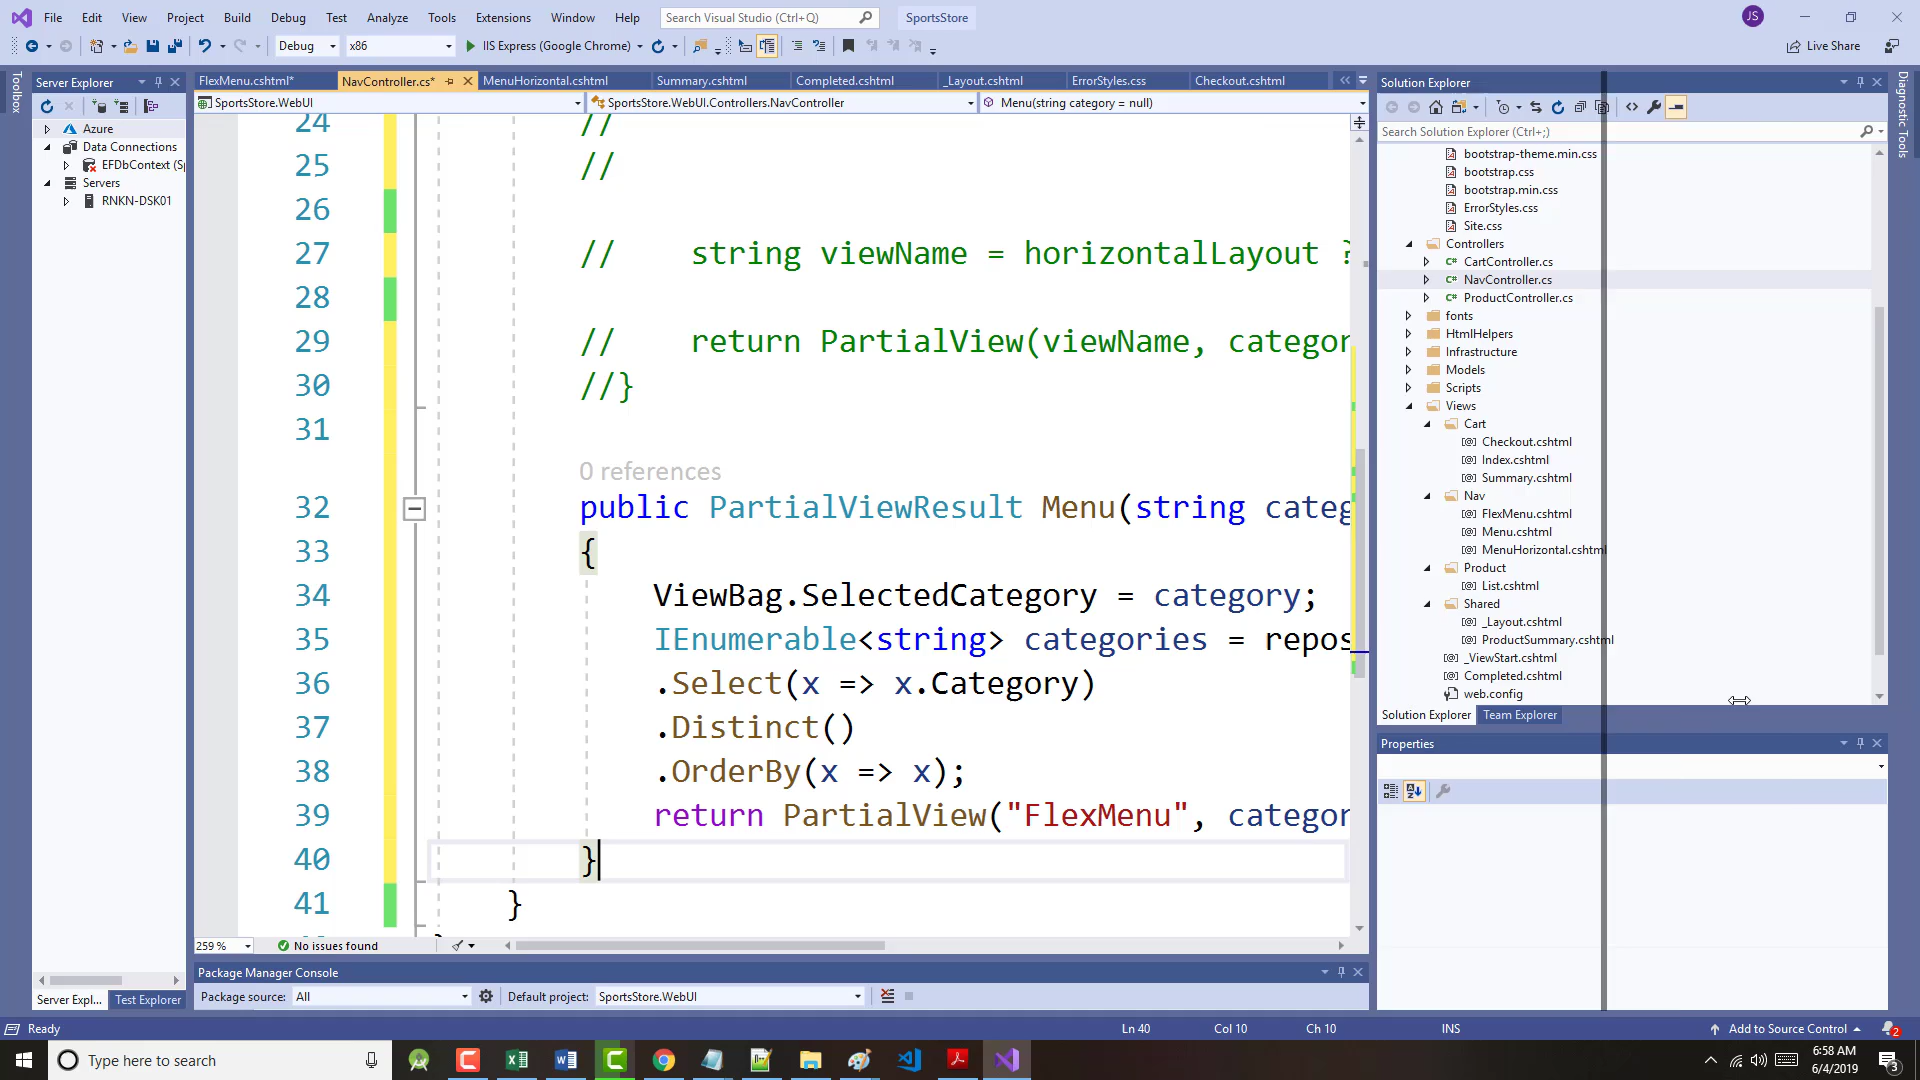 File Edit View Project Build Debug Test Analyze Tools Extensions Window Help Search Visual Studio (Ctrl+Q) SportsStore JS
Debug x86 IIS Express (Google Chrome) Live Share
Toolbox
Server Explorer
Azure
Data Connections
EFDbContext (Sp
Servers
RNKN-DSK01
Server Expl... Test Explorer
FlexMenu.cshtml* NavController.cs* MenuHorizontal.cshtml Summary.cshtml Completed.cshtml _Layout.cshtml ErrorStyles.css Checkout.cshtml
SportsStore.WebUI SportsStore.WebUI.Controllers.NavController Menu(string category = null)
24 //
25 //
26
27 // string viewName = horizontalLayout ?
28
29 // return PartialView(viewName, categor
30 //}
31
0 references
32 public PartialViewResult Menu(string categ
33 {
34 ViewBag.SelectedCategory = category;
35 IEnumerable<string> categories = repos
36 .Select(x => x.Category)
37 .Distinct()
38 .OrderBy(x => x);
39 return PartialView("FlexMenu", categor
40 }
41 }
259 % No issues found
Package Manager Console
Package source: All Default project: SportsStore.WebUI
Solution Explorer
Search Solution Explorer (Ctrl+;)
bootstrap-theme.min.css
bootstrap.css
bootstrap.min.css
ErrorStyles.css
Site.css
Controllers
CartController.cs
NavController.cs
ProductController.cs
fonts
HtmlHelpers
Infrastructure
Models
Scripts
Views
Cart
Checkout.cshtml
Index.cshtml
Summary.cshtml
Nav
FlexMenu.cshtml
Menu.cshtml
MenuHorizontal.cshtml
Product
List.cshtml
Shared
_Layout.cshtml
ProductSummary.cshtml
_ViewStart.cshtml
Completed.cshtml
web.config
Solution Explorer Team Explorer
Properties
Diagnostic Tools
Ready Ln 40 Col 10 Ch 10 INS Add to Source Control 2
Type here to search 6:58 AM
6/4/2019 3